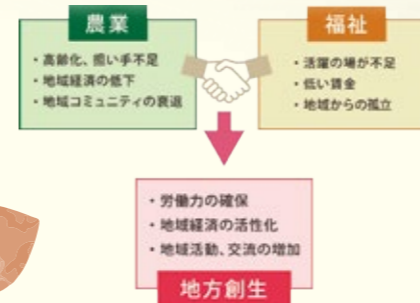 農業
・高齢化、担い手不足
・地域経済の低下
・地域コミュニティの衰退
福祉
・活躍の場が不足
・低い賃金
・地域からの孤立
・労働力の確保
・地域経済の活性化
・地域活動、交流の増加
地方創生